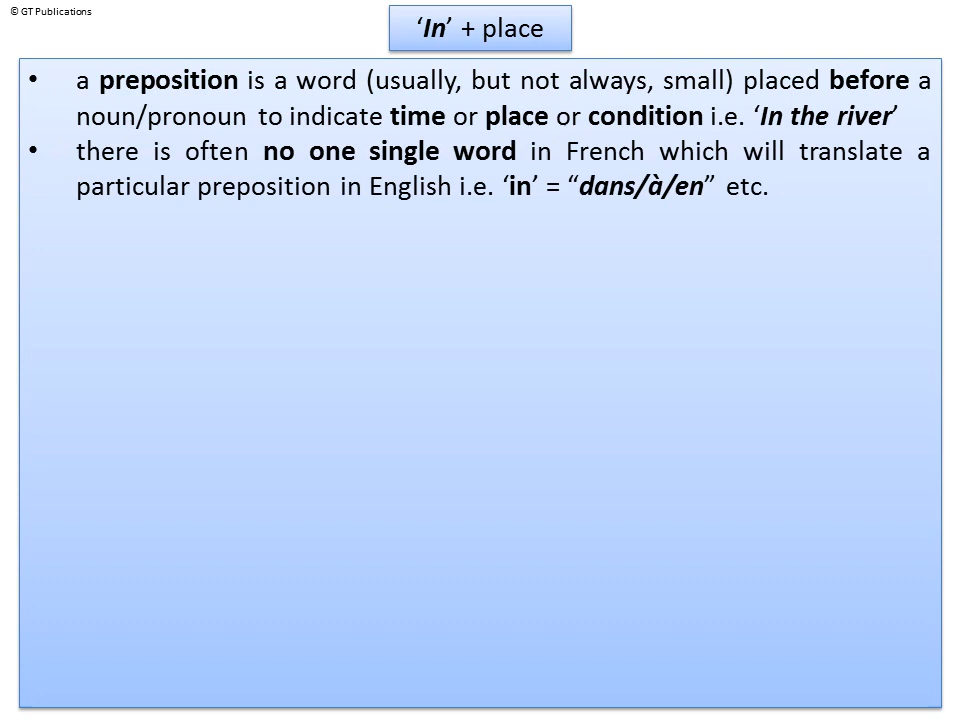 © GT Publications
‘In’ + place
• a preposition is a word (usually, but not always, small) placed before a
noun/pronoun to indicate time or place or condition i.e. ‘In the river’
• there is often no one single word in French which will translate a
particular preposition in English i.e. ‘in’ = “dans/à/en” etc.